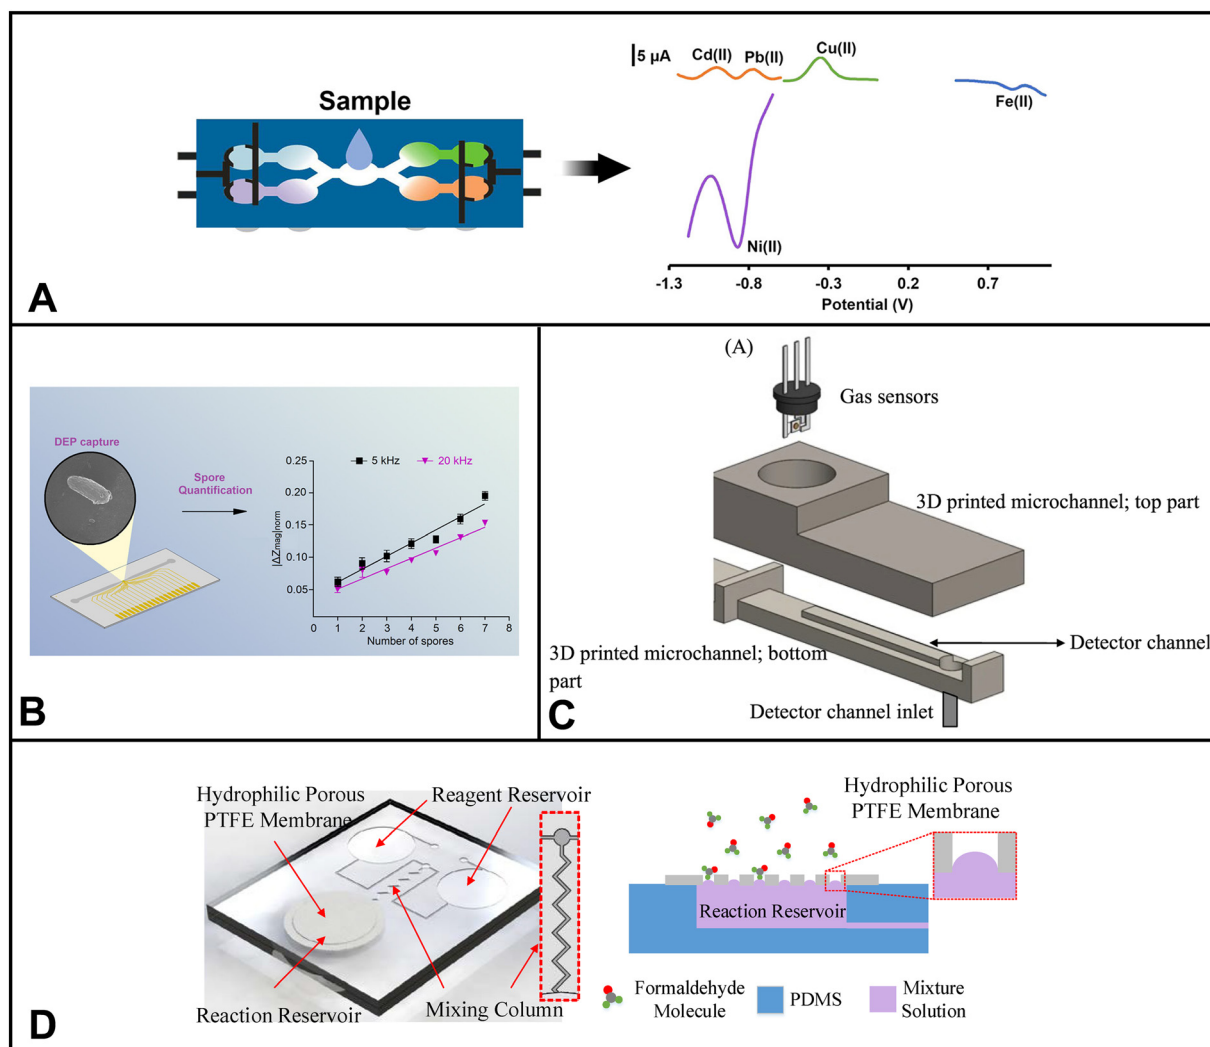 Sample
5 µA
Cd(II)
Pb(II)
Cu(II)
Fe(II)
Ni(II)
-1.3
-0.8
-0.3
0.2
0.7
Potential (V)
A
DEP capture
Spore
Quantification
5 kHz
20 kHz
|ΔZmag|norm
0.25
0.20
0.15
0.10
0.05
0
1
2
3
4
5
6
7
8
Number of spores
B
(A)
Gas sensors
3D printed microchannel; top part
3D printed microchannel; bottom
part
Detector channel
Detector channel inlet
C
Hydrophilic Porous
PTFE Membrane
Reagent Reservoir
Reaction Reservoir
Mixing Column
Hydrophilic Porous
PTFE Membrane
Reaction Reservoir
Formaldehyde
Molecule
PDMS
Mixture
Solution
D